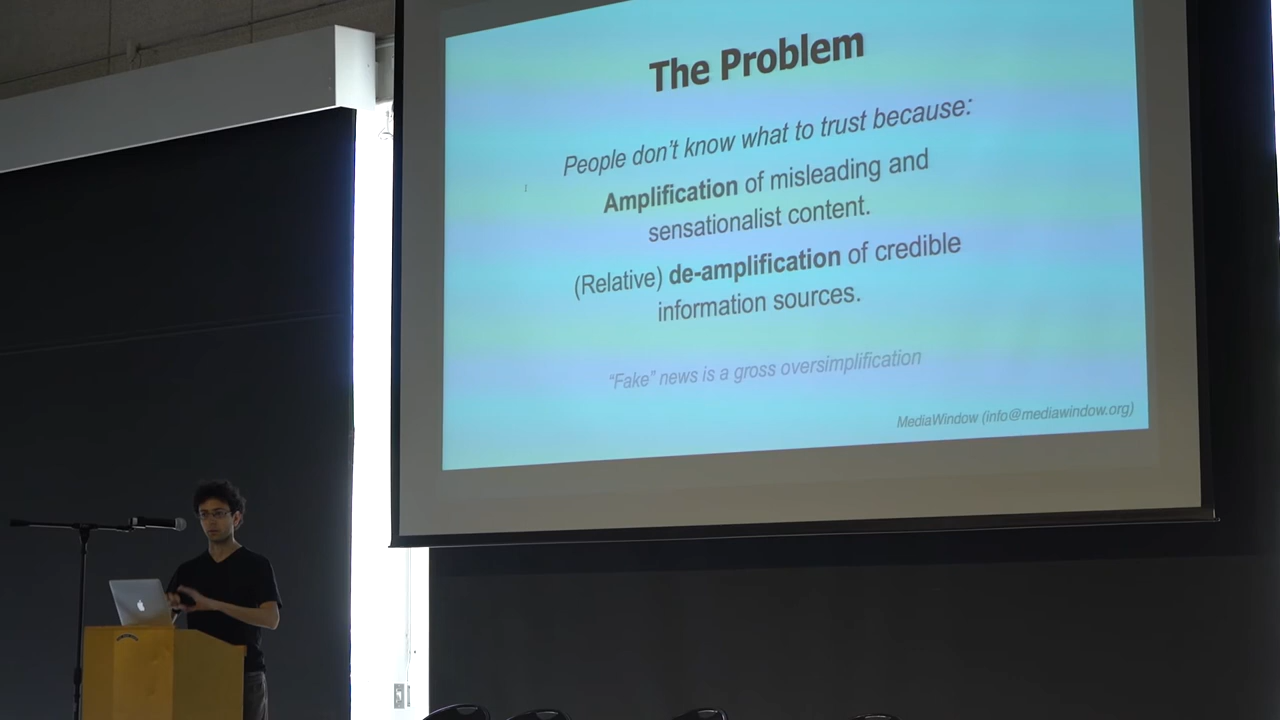 The Problem
People don't know what to trust because:
Amplification of misleading and
sensationalist content.
(Relative) de-amplification of credible
information sources.
“Fake” news is a gross oversimplification
MediaWindow (info@mediawindow.org)